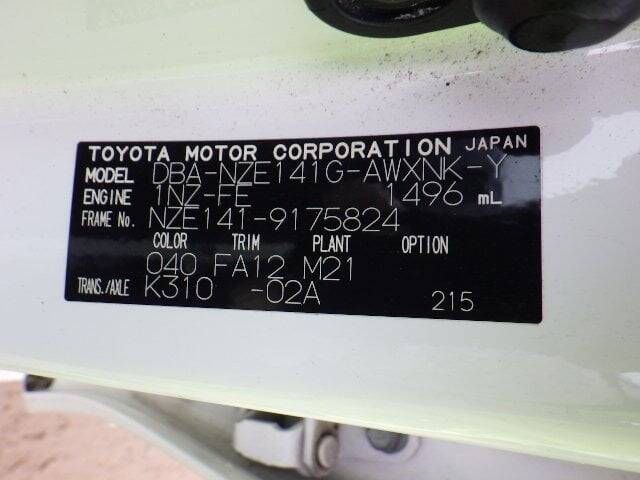 TOYOTA MOTOR CORPORATION JAPAN
MODEL DBA-NZE141G-AWXNK-Y
ENGINE 1NZ-FE 1496 mL
FRAME No. NZE141-9175824
COLOR TRIM PLANT OPTION
040 FA12 M21
TRANS./AXLE K310 -02A 215